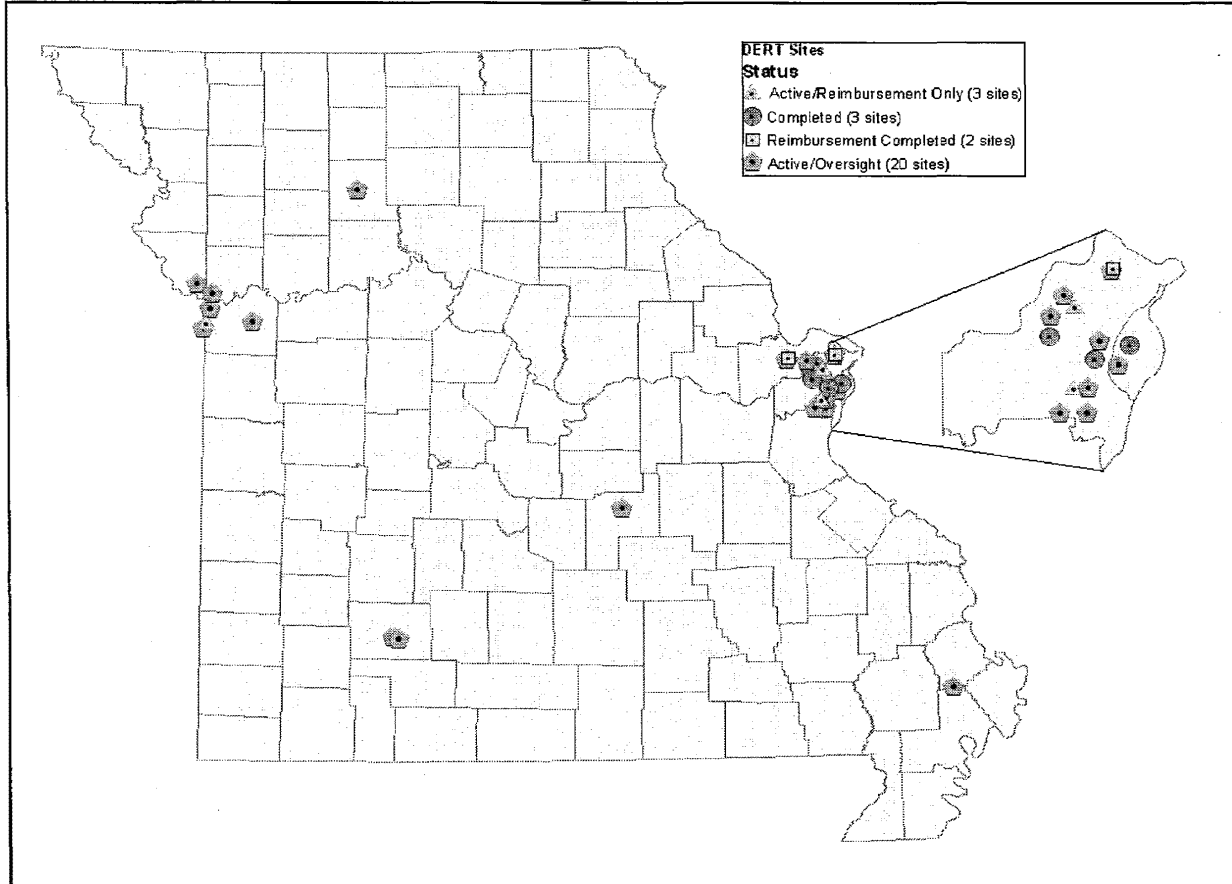 DERT Sites
Status
Active/Reimbursement Only (3 sites)
Completed (3 sites)
Reimbursement Completed (2 sites)
Active/Oversight (20 sites)